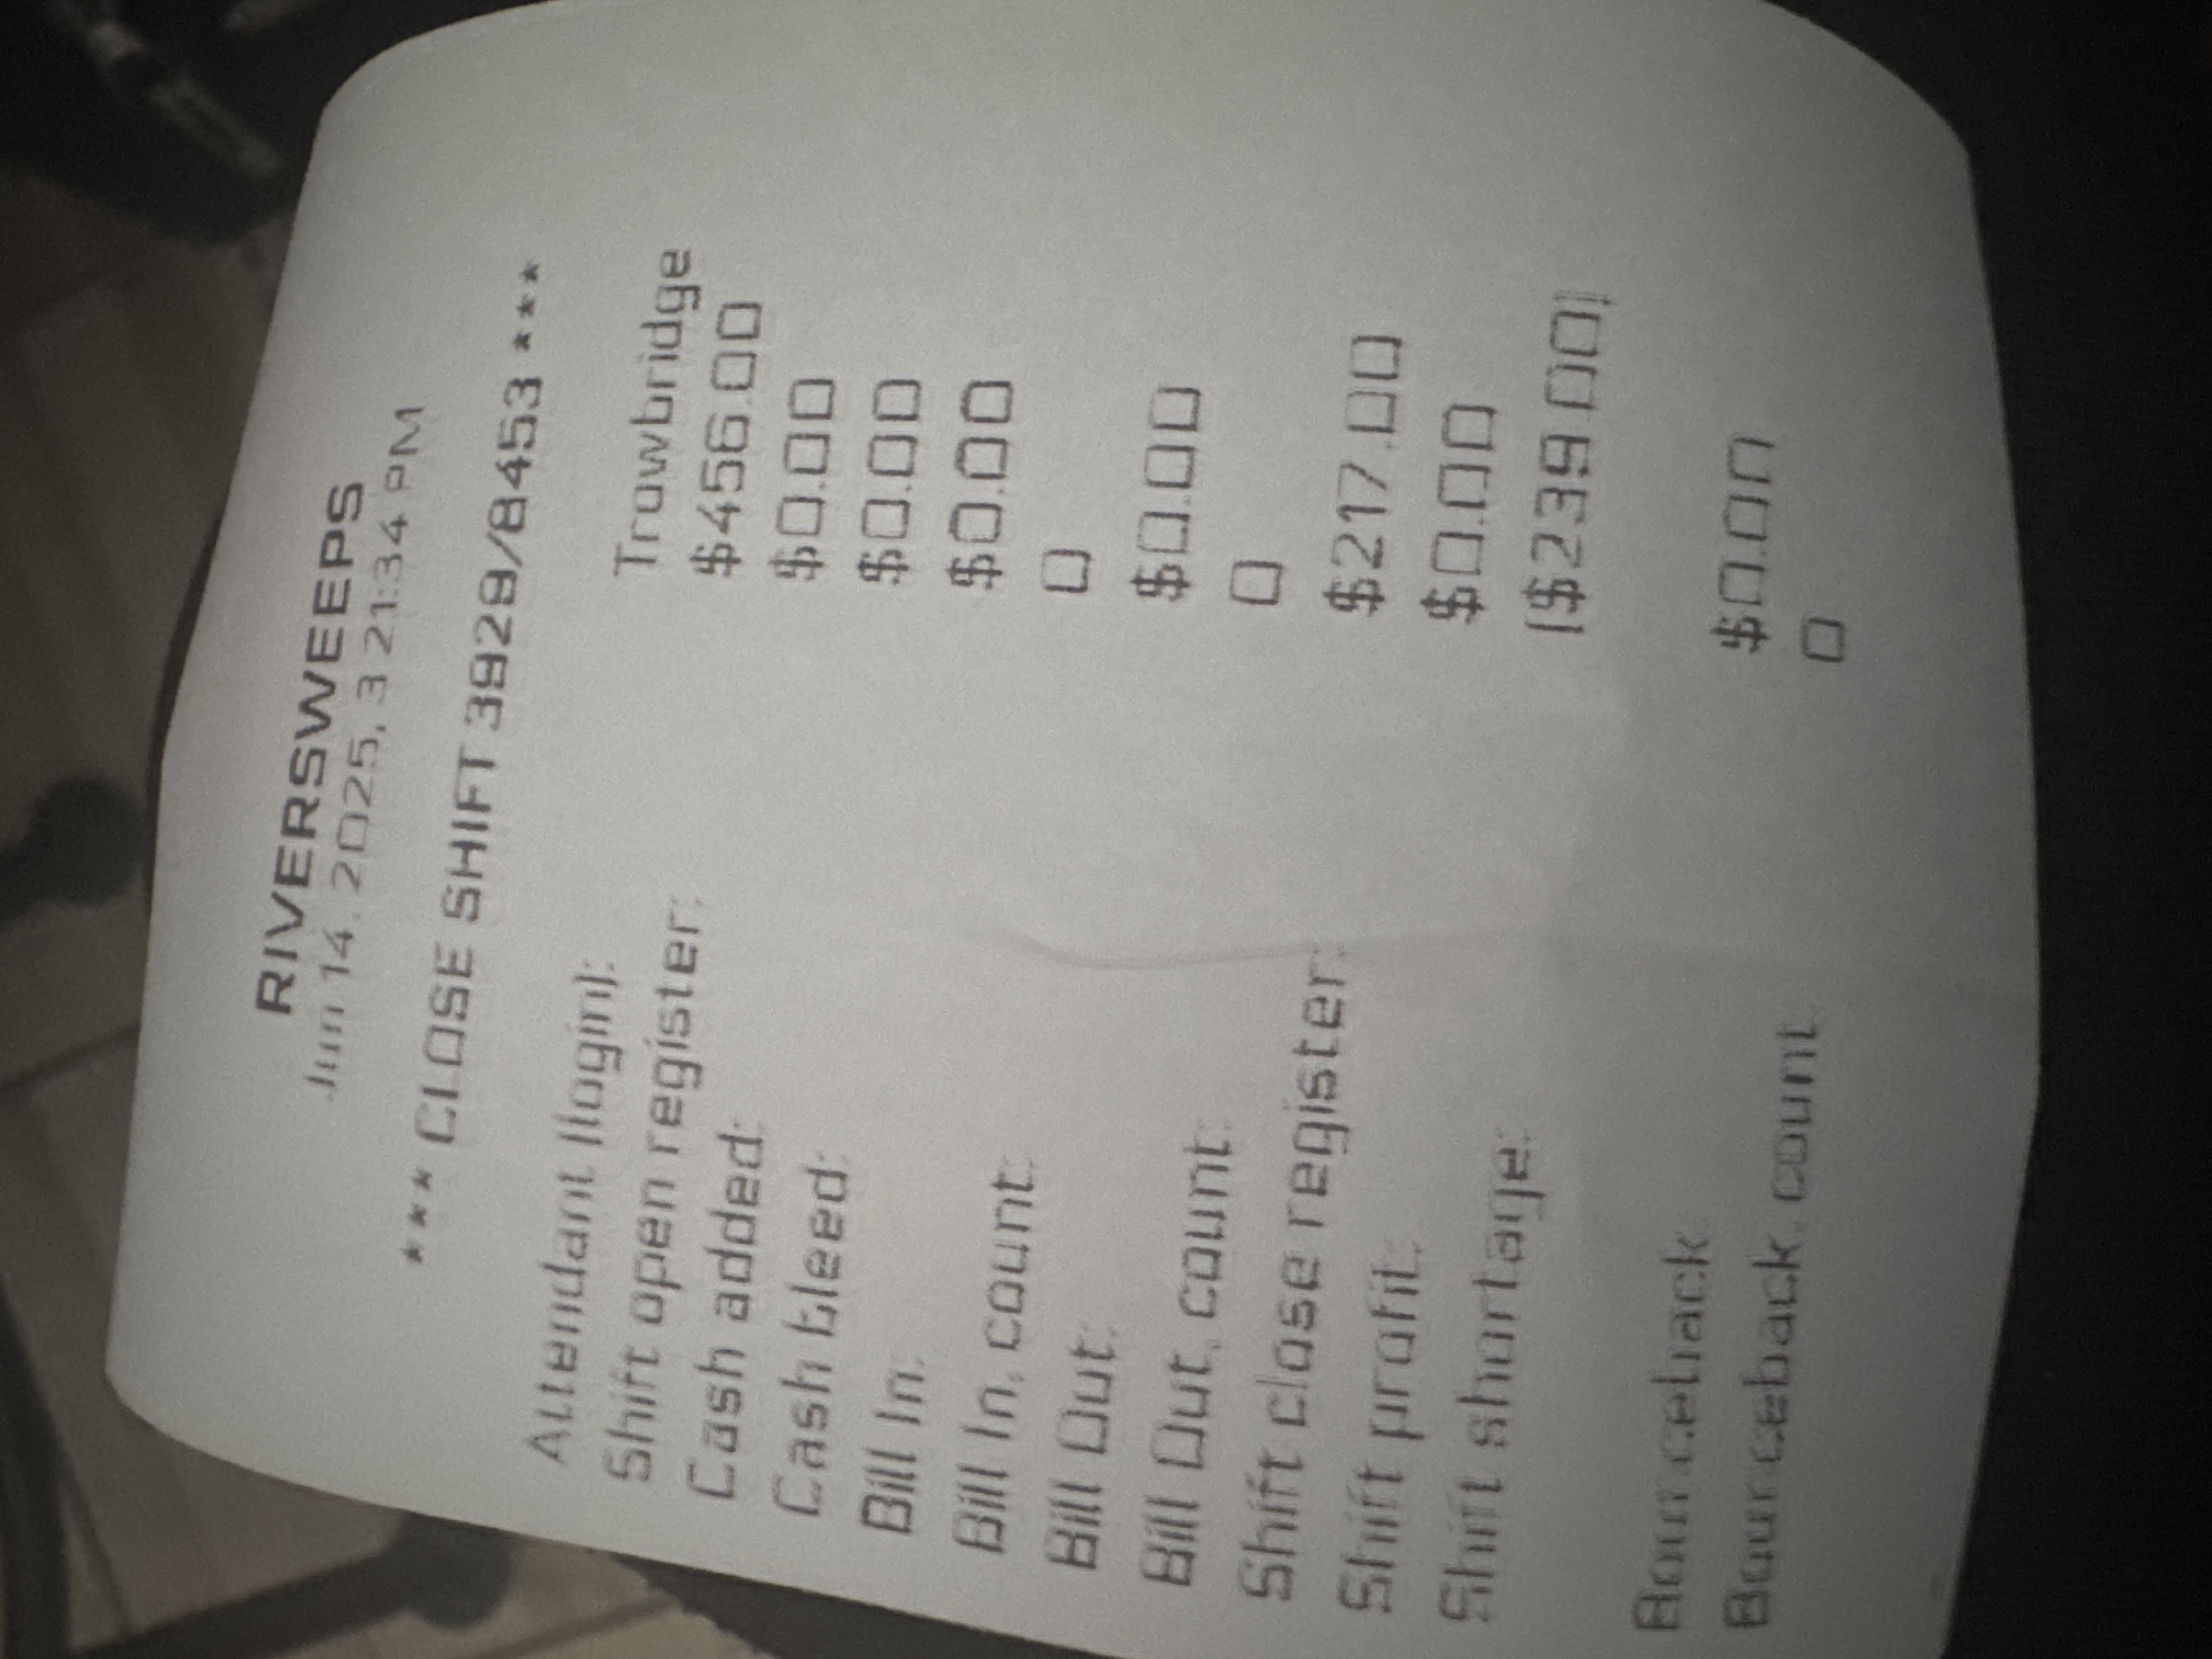 RIVERSWEEPS
Jun 14, 2025, 3 21:34 PM
*** CLOSE SHIFT 3929/8453 ***
Attendant (login): Trowbridge
Shift open register: $456.00
Cash added: $0.00
Cash bleed: $0.00
Bill In: $0.00
Bill In, count: 0
Bill Out: $0.00
Bill Out, count: 0
Shift close register: $217.00
Shift profit: $0.00
Shift shortage: ($239.00)
Bounceback $0.00
Bounceback, count 0